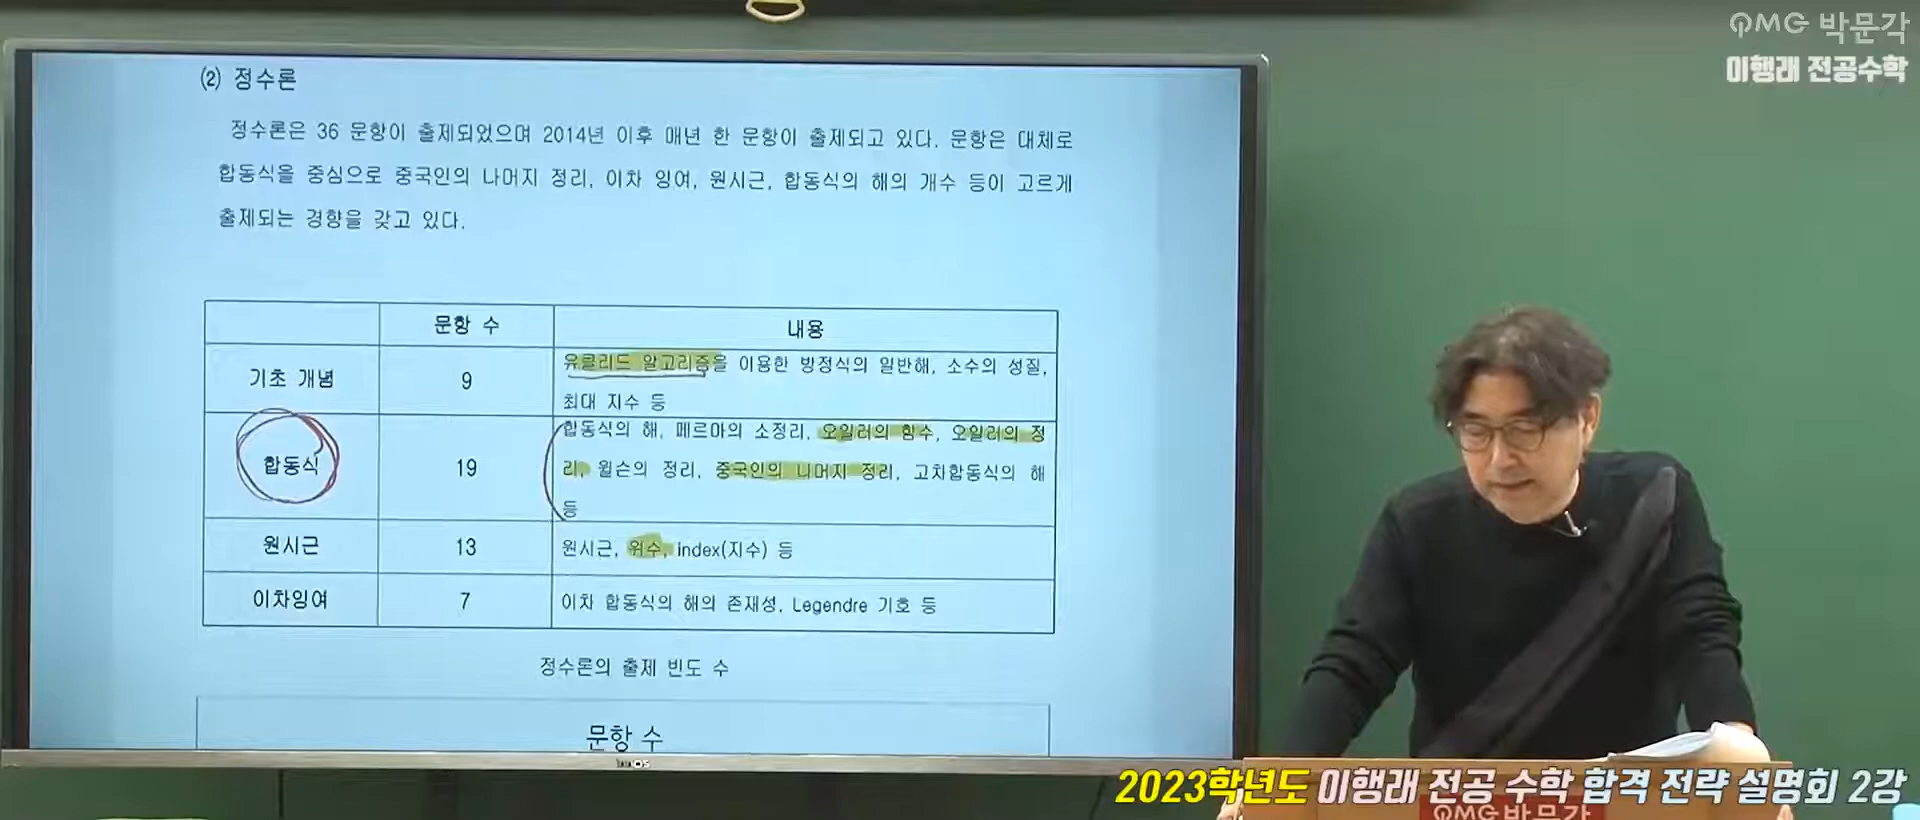 PMG 박문각
이행래 전공수학
(2) 정수론
정수론은 36 문항이 출제되었으며 2014년 이후 매년 한 문항이 출제되고 있다. 문항은 대체로
합동식을 중심으로 중국인의 나머지 정리, 이차 잉여, 원시근, 합동식의 해의 개수 등이 고르게
출제되는 경향을 갖고 있다.
문항 수 내용
기초 개념 9 유클리드 알고리즘을 이용한 방정식의 일반해, 소수의 성질,
최대 지수 등
합동식 19 합동식의 해, 페르마의 소정리, 오일러의 함수, 오일러의 정
리, 윌슨의 정리, 중국인의 나머지 정리, 고차합동식의 해
등
원시근 13 원시근, 위수, index(지수) 등
이차잉여 7 이차 합동식의 해의 존재성, Legendre 기호 등
정수론의 출제 빈도 수
문항 수
2023학년도 이행래 전공 수학 합격 전략 설명회 2강
PMG 박문각